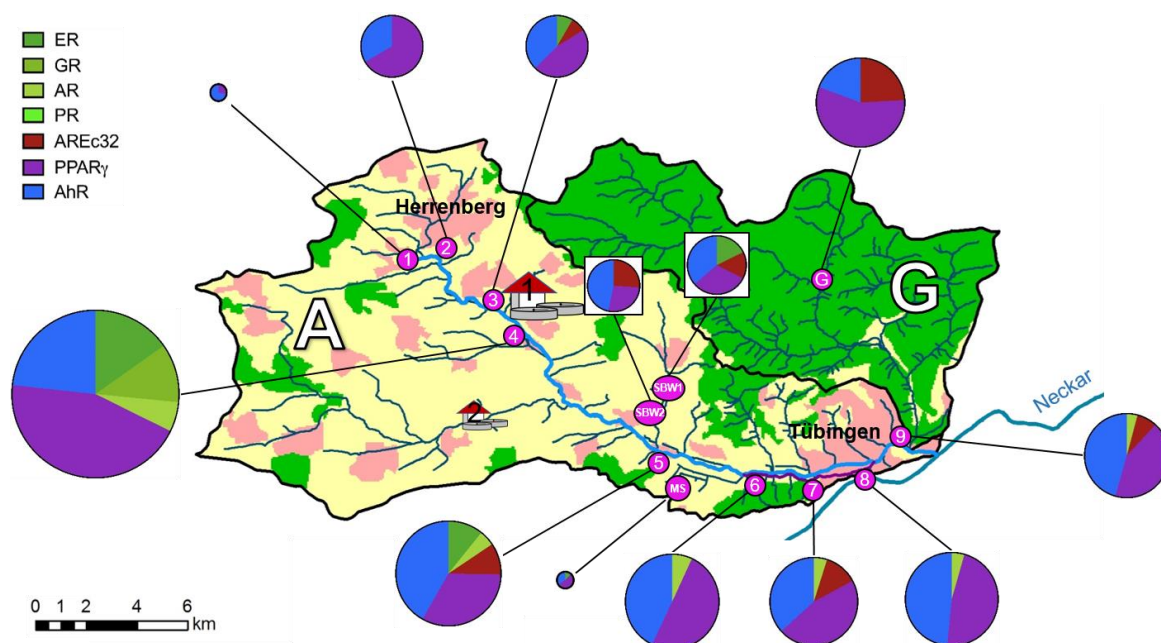 ER
GR
AR
PR
AREc32
PPARγ
AhR
Herrenberg
1
2
3
1
4
A
2
G
G
SBW1
SBW2
Neckar
Tübingen
9
5
MS
6
7
8
0 1 2 4 6
km